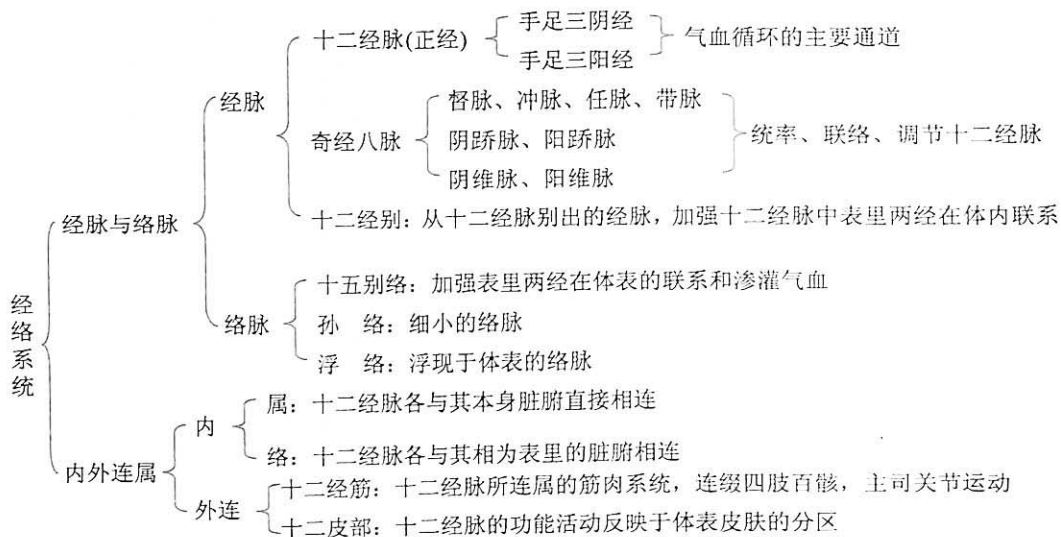 经络系统
经脉与络脉
经脉
十二经脉(正经)
手足三阴经
手足三阳经
气血循环的主要通道
奇经八脉
督脉、冲脉、任脉、带脉
阴跷脉、阳跷脉
阴维脉、阳维脉
统率、联络、调节十二经脉
十二经别：从十二经脉别出的经脉，加强十二经脉中表里两经在体内联系
络脉
十五别络：加强表里两经在体表的联系和渗灌气血
孙　络：细小的络脉
浮　络：浮现于体表的络脉
内外连属
内
属：十二经脉各与其本身脏腑直接相连
络：十二经脉各与其相为表里的脏腑相连
外连
十二经筋：十二经脉所连属的筋肉系统，连缀四肢百骸，主司关节运动
十二皮部：十二经脉的功能活动反映于体表皮肤的分区